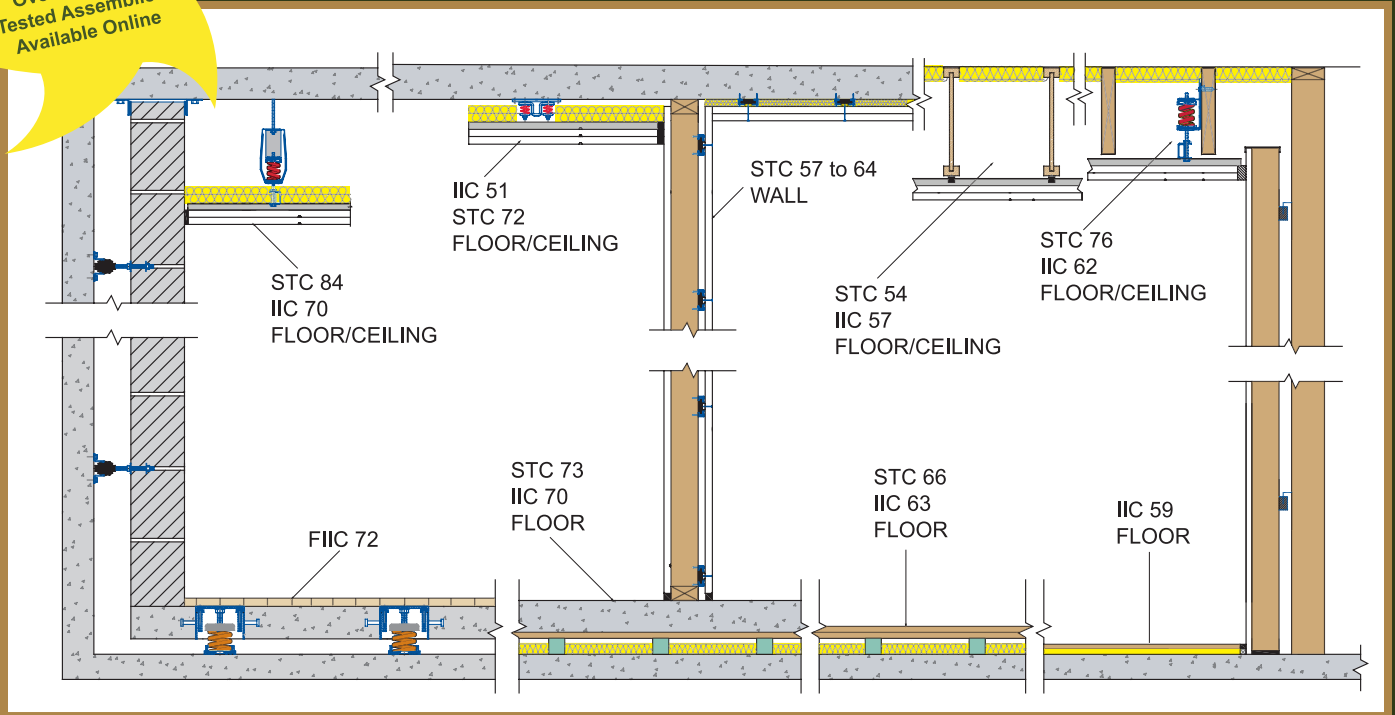 Tested Assemblie
Available Online
IIC 51
STC 72
FLOOR/CEILING
STC 57 to 64
WALL
STC 84
IIC 70
FLOOR/CEILING
STC 54
IIC 57
FLOOR/CEILING
STC 76
IIC 62
FLOOR/CEILING
FIIC 72
STC 73
IIC 70
FLOOR
STC 66
IIC 63
FLOOR
IIC 59
FLOOR